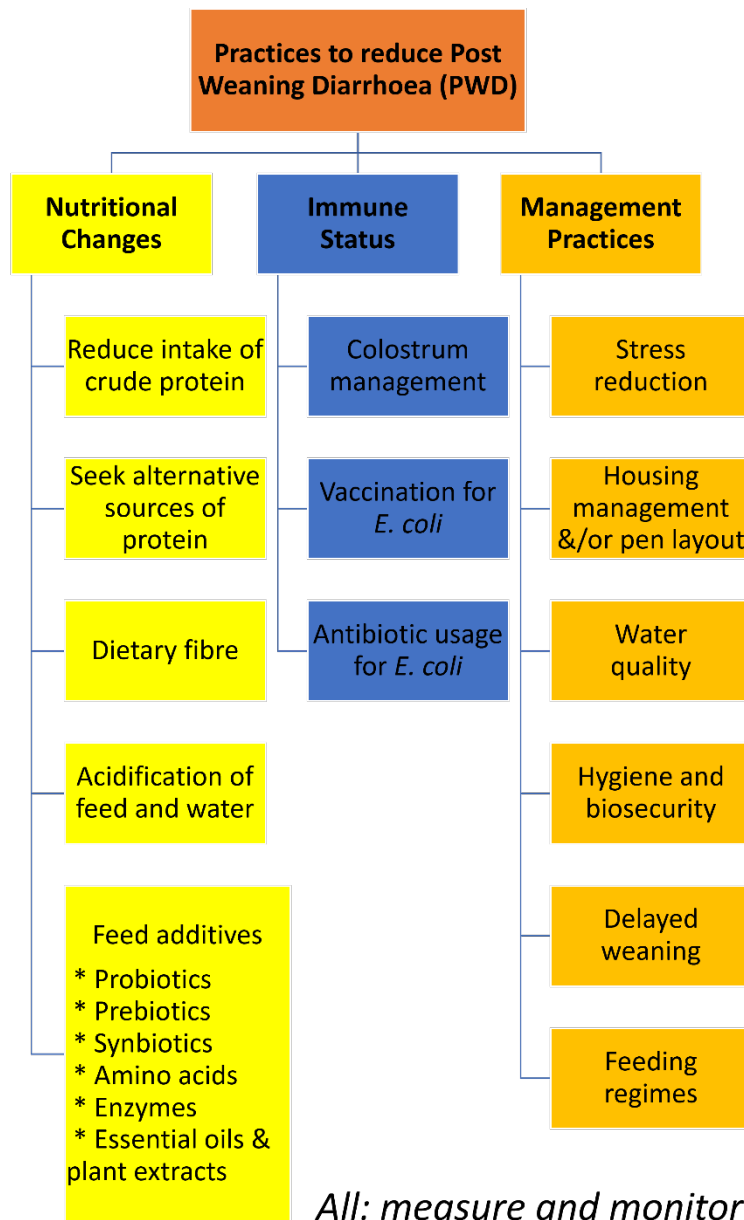 Practices to reduce Post
Weaning Diarrhoea (PWD)
Nutritional
Changes
Immune
Status
Management
Practices
Reduce intake of
crude protein
Colostrum
management
Stress
reduction
Seek alternative
sources of
protein
Vaccination for
E. coli
Housing
management
&/or pen layout
Dietary fibre
Antibiotic usage
for E. coli
Water
quality
Acidification of
feed and water
Hygiene and
biosecurity
Feed additives
* Probiotics
* Prebiotics
* Synbiotics
* Amino acids
* Enzymes
* Essential oils &
plant extracts
Delayed
weaning
Feeding
regimes
All: measure and monitor